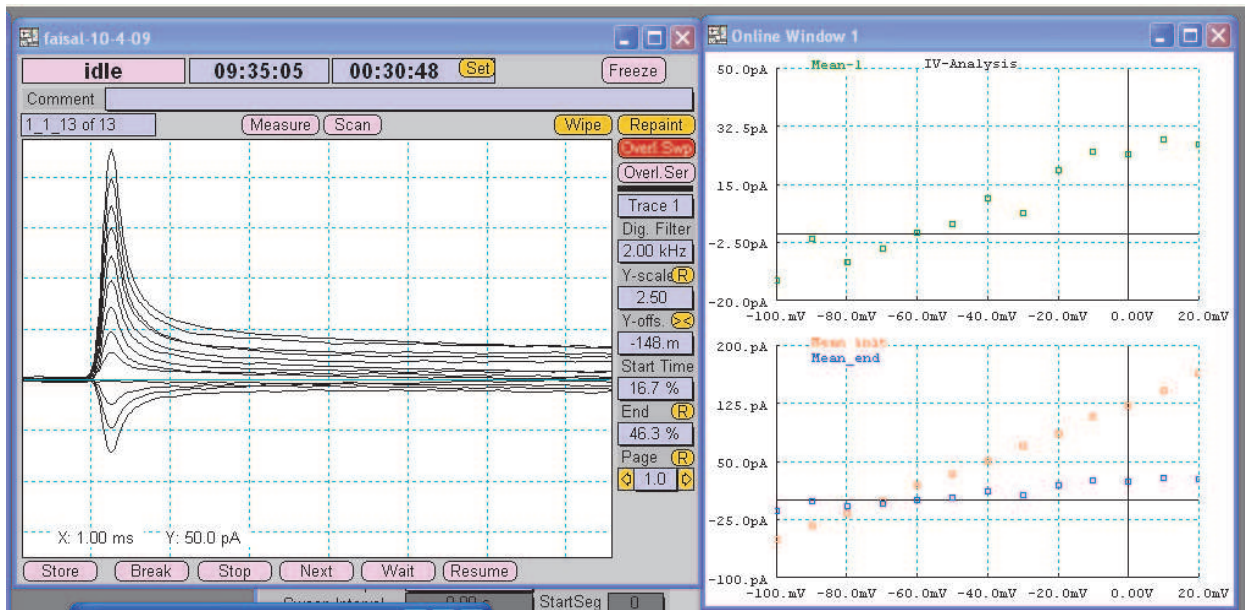 faisal-10-4-09
idle 09:35:05 00:30:48 Set Freeze
Comment
1_1_13 of 13 Measure Scan Wipe Repaint
Overl.Swp
Overl.Ser
Trace 1
Dig. Filter
2.00 kHz
Y-scale R
2.50
Y-offs. ><
-148.m
Start Time
16.7 %
End R
46.3 %
Page R
1.0
X: 1.00 ms Y: 50.0 pA
Store Break Stop Next Wait Resume
Sweep Interval 0.00 s StartSeg 0
Online Window 1
Mean-1 IV-Analysis
50.0pA
32.5pA
15.0pA
-2.50pA
-20.0pA
-100.mV -80.0mV -60.0mV -40.0mV -20.0mV 0.00V 20.0mV
Mean init
Mean_end
200.pA
125.pA
50.0pA
-25.0pA
-100.pA
-100.mV -80.0mV -60.0mV -40.0mV -20.0mV 0.00V 20.0mV